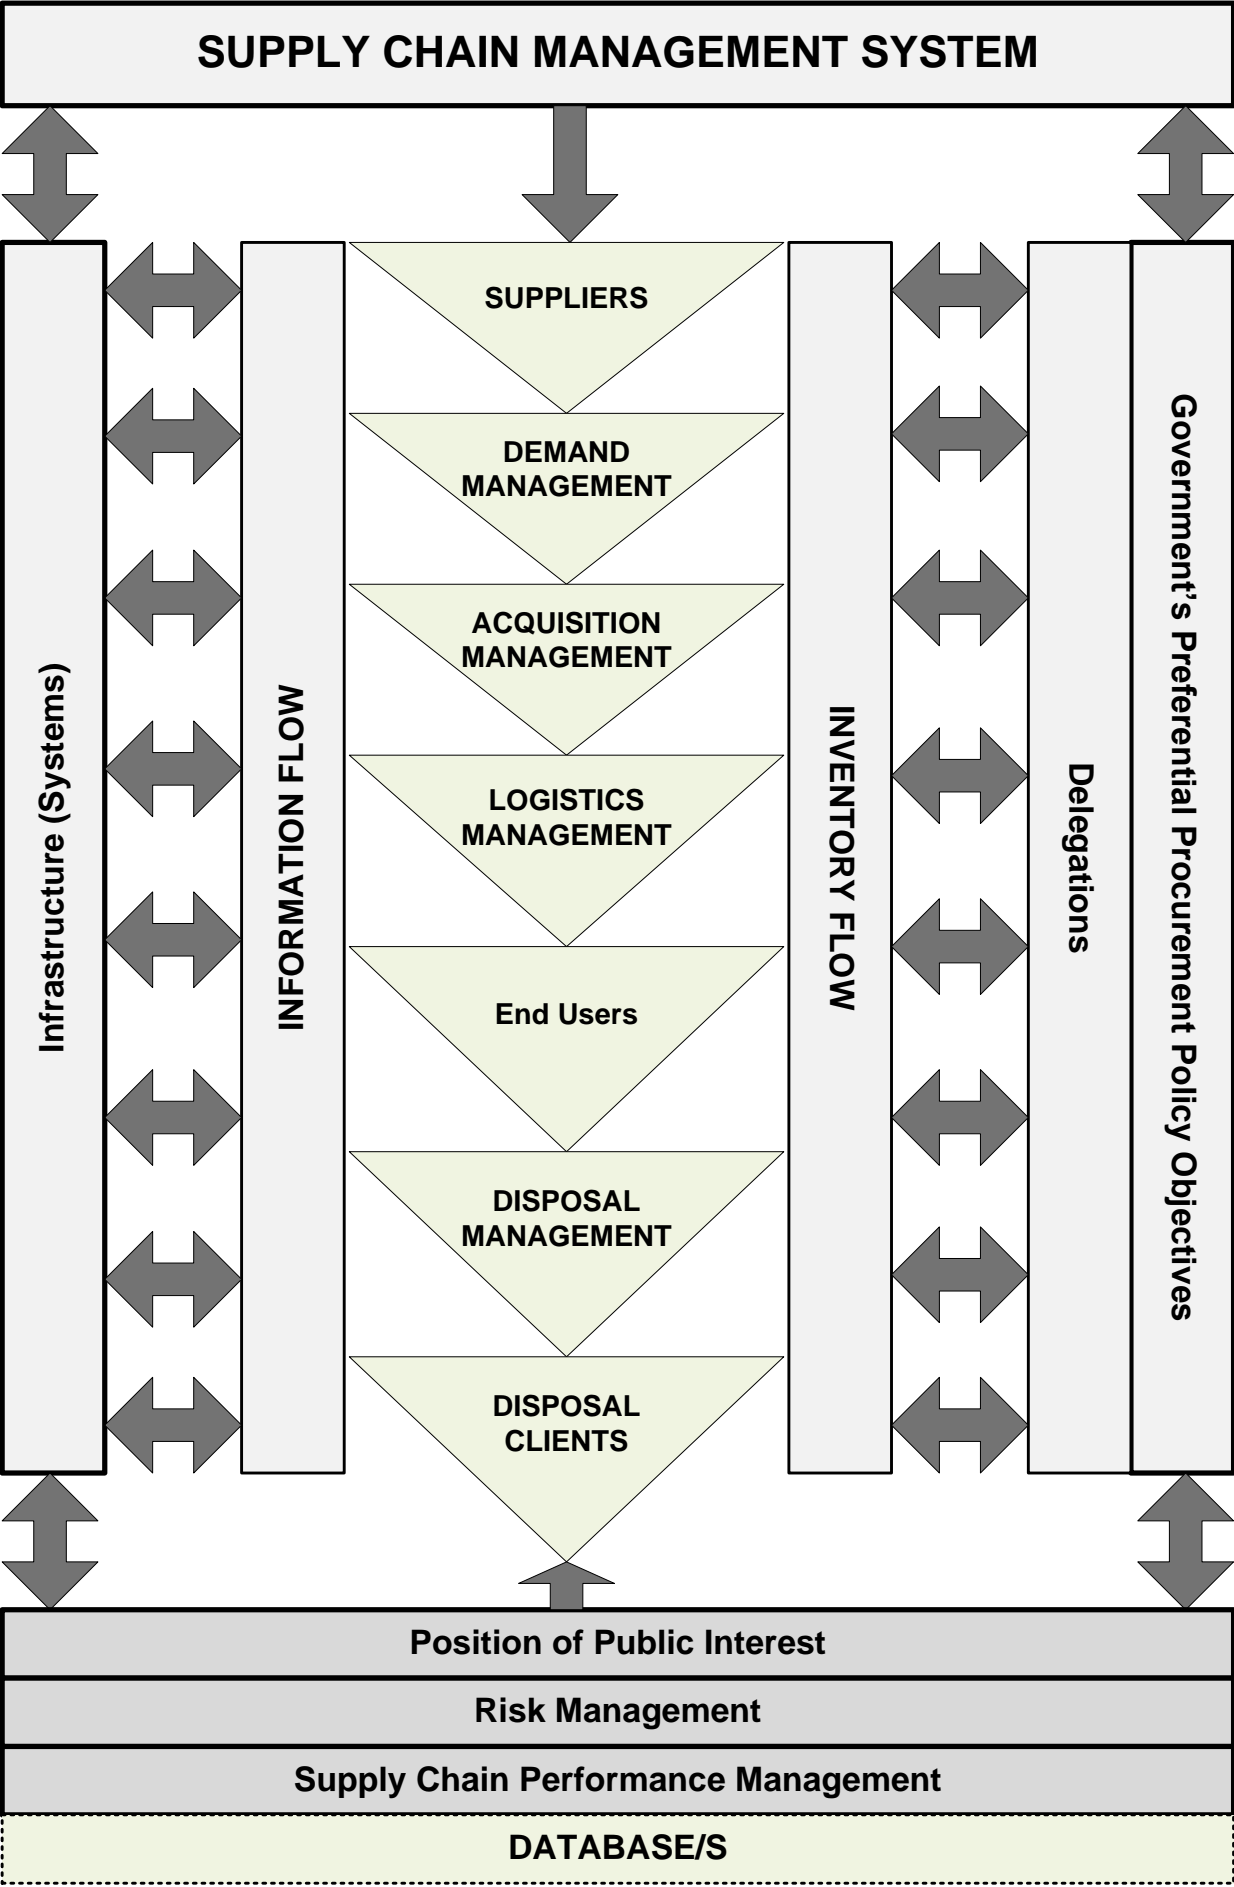 SUPPLY CHAIN MANAGEMENT SYSTEM
Infrastructure (Systems)
INFORMATION FLOW
SUPPLIERS
DEMAND
MANAGEMENT
ACQUISITION
MANAGEMENT
LOGISTICS
MANAGEMENT
End Users
DISPOSAL
MANAGEMENT
DISPOSAL
CLIENTS
INVENTORY FLOW
Delegations
Government’s Preferential Procurement Policy Objectives
Position of Public Interest
Risk Management
Supply Chain Performance Management
DATABASE/S